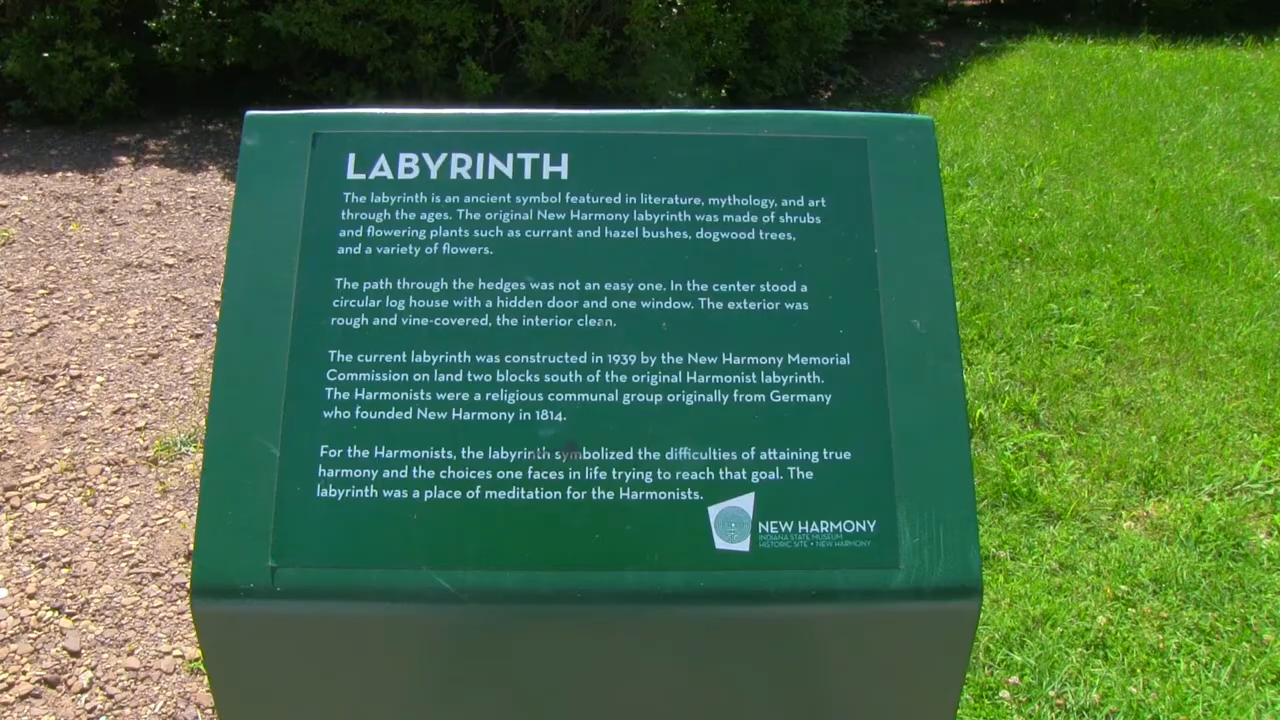 LABYRINTH
The labyrinth is an ancient symbol featured in literature, mythology, and art
through the ages. The original New Harmony labyrinth was made of shrubs
and flowering plants such as currant and hazel bushes, dogwood trees,
and a variety of flowers.
The path through the hedges was not an easy one. In the center stood a
circular log house with a hidden door and one window. The exterior was
rough and vine-covered, the interior clean.
The current labyrinth was constructed in 1939 by the New Harmony Memorial
Commission on land two blocks south of the original Harmonist labyrinth.
The Harmonists were a religious communal group originally from Germany
who founded New Harmony in 1814.
For the Harmonists, the labyrinth symbolized the difficulties of attaining true
harmony and the choices one faces in life trying to reach that goal. The
labyrinth was a place of meditation for the Harmonists.
NEW HARMONY
INDIANA STATE MUSEUM
HISTORIC SITE • NEW HARMONY